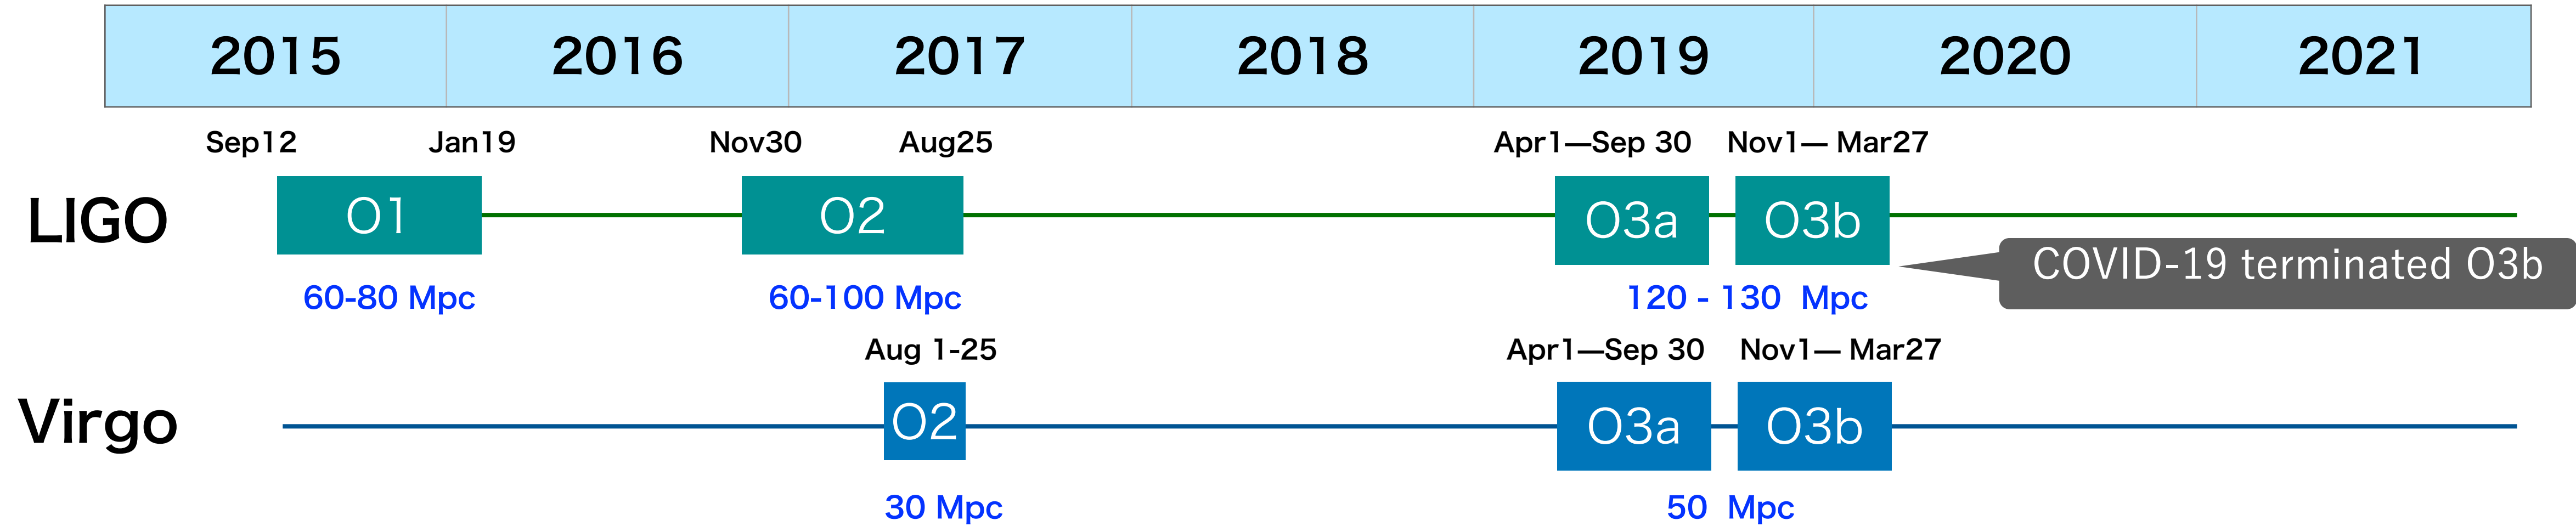 2015 2016 2017 2018 2019 2020 2021
Sep12 Jan19 Nov30 Aug25 Apr1—Sep 30 Nov1— Mar27
LIGO O1 O2 O3a O3b
COVID-19 terminated O3b
60-80 Mpc 60-100 Mpc 120 - 130 Mpc
Aug 1-25 Apr1—Sep 30 Nov1— Mar27
Virgo O2 O3a O3b
30 Mpc 50 Mpc